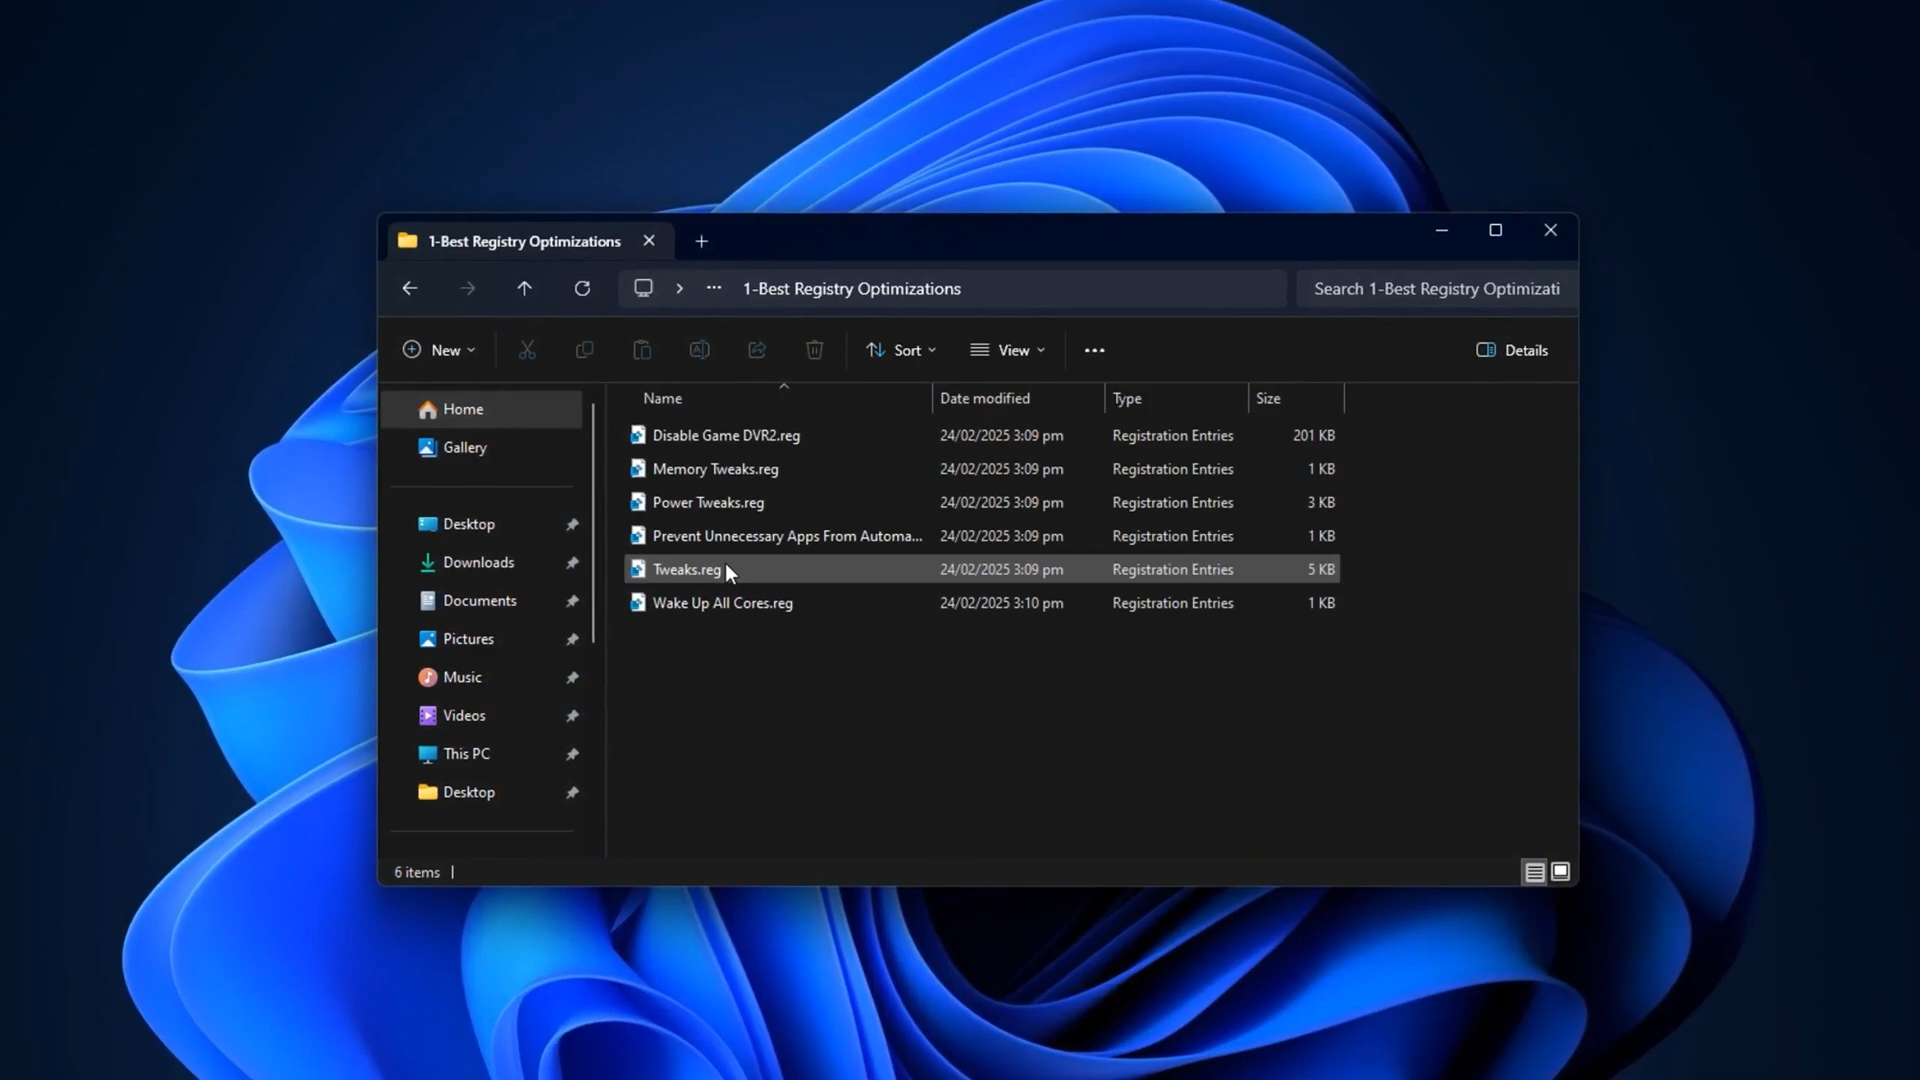 1-Best Registry Optimizations
1-Best Registry Optimizations
Search 1-Best Registry Optimizati
New
Sort
View
Details
Home
Gallery
Desktop
Downloads
Documents
Pictures
Music
Videos
This PC
Desktop
Name Date modified Type Size
Disable Game DVR2.reg 24/02/2025 3:09 pm Registration Entries 201 KB
Memory Tweaks.reg 24/02/2025 3:09 pm Registration Entries 1 KB
Power Tweaks.reg 24/02/2025 3:09 pm Registration Entries 3 KB
Prevent Unnecessary Apps From Automa... 24/02/2025 3:09 pm Registration Entries 1 KB
Tweaks.reg 24/02/2025 3:09 pm Registration Entries 5 KB
Wake Up All Cores.reg 24/02/2025 3:10 pm Registration Entries 1 KB
6 items